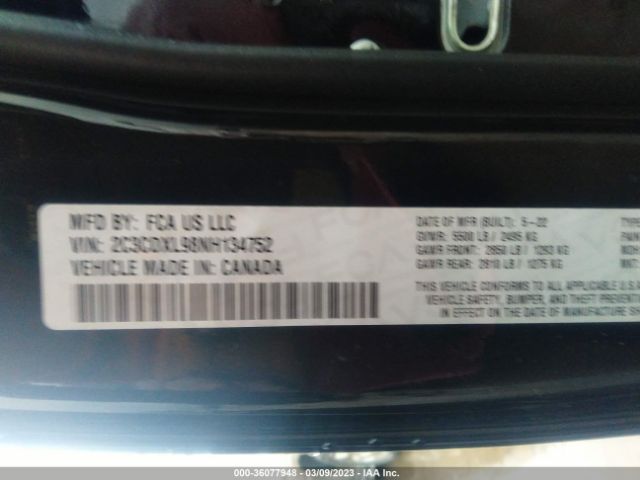 MFD BY: FCA US LLC
VIN: 2C3CDXL98NH134752
VEHICLE MADE IN: CANADA
DATE OF MFR (BUILT): 5-22
GVWR: 5500 LB / 2495 KG
GAWR FRONT: 2850 LB / 1293 KG
GAWR REAR: 2810 LB / 1275 KG
TYPE
THIS VEHICLE CONFORMS TO ALL APPLICABLE U.S.A
VEHICLE SAFETY, BUMPER, AND THEFT PREVENTI
IN EFFECT ON THE DATE OF MANUFACTURE SH
000-36077948 - 03/09/2023 - IAA Inc.